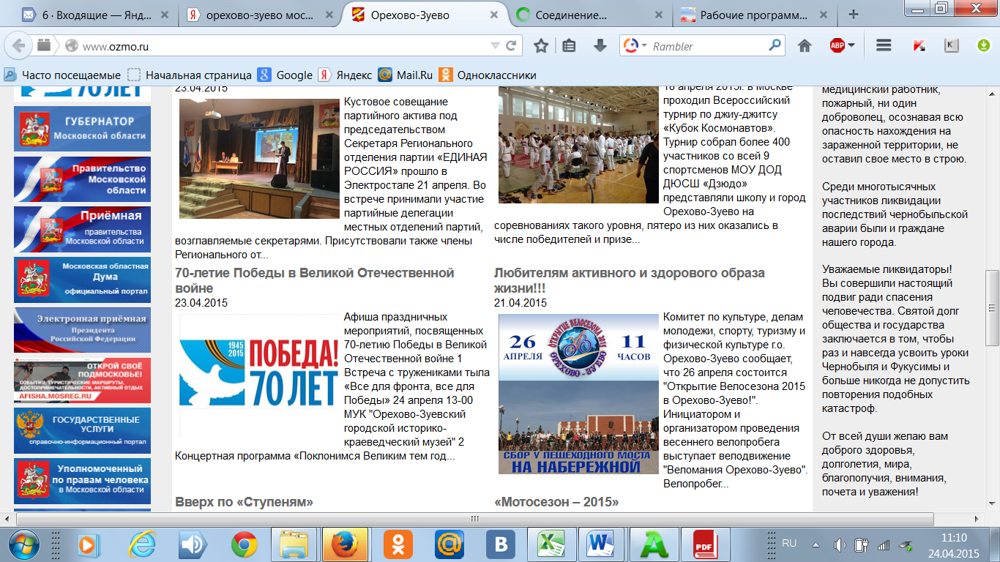 6 · Входящие — Янд...
орехово-зуево мос...
Орехово-Зуево
Соединение...
Рабочие программ...
www.ozmo.ru
Rambler
ABP
K
Часто посещаемые
Начальная страница
Google
Яндекс
Mail.Ru
Одноклассники
70 ЛЕТ
ГУБЕРНАТОР
Московской области
Правительство
Московской
области
Приёмная
правительства
Московской области
Московская областная
Дума
официальный портал
Электронная приёмная
Президента
Российской Федерации
ОТКРОЙ СВОЁ
ПОДМОСКОВЬЕ!
СОБЫТИЯ, ТУРИСТИЧЕСКИЕ МАРШРУТЫ,
ДОСТОПРИМЕЧАТЕЛЬНОСТИ, АКТИВНЫЙ ОТДЫХ
AFISHA.MOSREG.RU
ГОСУДАРСТВЕННЫЕ
УСЛУГИ
справочно-информационный портал
Уполномоченный
по правам человека
в Московской области
23.04.2015
Кустовое совещание
партийного актива под
председательством
Секретаря Регионального
отделения партии «ЕДИНАЯ
РОССИЯ» прошло в
Электростале 21 апреля. Во
встрече принимали участие
партийные делегации
местных отделений партий,
возглавляемые секретарями. Присутствовали также члены
Регионального от...
70-летие Победы в Великой Отечественной
войне
23.04.2015
1945
2015
ПОБЕДА!
70 ЛЕТ
Афиша праздничных
мероприятий, посвященных
70-летию Победы в Великой
Отечественной войне 1
Встреча с тружениками тыла
«Все для фронта, все для
Победы» 24 апреля 13-00
МУК "Орехово-Зуевский
городской историко-
краеведческий музей" 2
Концертная программа «Поклонимся Великим тем год...
Вверх по «Ступеням»
18 апреля 2015г. в Москве
проходил Всероссийский
турнир по джиу-джитсу
«Кубок Космонавтов».
Турнир собрал более 400
участников со всей 9
спортсменов МОУ ДОД
ДЮСШ «Дзюдо»
представляли школу и город
Орехово-Зуево на
соревнованиях такого уровня, пятеро из них оказались в
числе победителей и призе...
Любителям активного и здорового образа
жизни!!!
21.04.2015
26
АПРЕЛЯ
ОТКРЫТИЕ ВЕЛОСЕЗОНА 2015
ОРЕХОВО-ЗУЕВО
11
ЧАСОВ
СБОР У ПЕШЕХОДНОГО МОСТА
НА НАБЕРЕЖНОЙ
Комитет по культуре, делам
молодежи, спорту, туризму и
физической культуре г.о.
Орехово-Зуево сообщает,
что 26 апреля состоится
"Открытие Велосезона 2015
в Орехово-Зуево!".
Инициатором и
организатором проведения
весеннего велопробега
выступает велодвижение
"Веломания Орехово-Зуево".
Велопробег...
«Мотосезон – 2015»
медицинский работник,
пожарный, ни один
доброволец, осознавая всю
опасность нахождения на
зараженной территории, не
оставил свое место в строю.
Среди многотысячных
участников ликвидации
последствий чернобыльской
аварии были и граждане
нашего города.
Уважаемые ликвидаторы!
Вы совершили настоящий
подвиг ради спасения
человечества. Святой долг
общества и государства
заключается в том, чтобы
раз и навсегда усвоить уроки
Чернобыля и Фукусимы и
больше никогда не допустить
повторения подобных
катастроф.
От всей души желаю вам
доброго здоровья,
долголетия, мира,
благополучия, внимания,
почета и уважения!
PDF
RU
11:10
24.04.2015